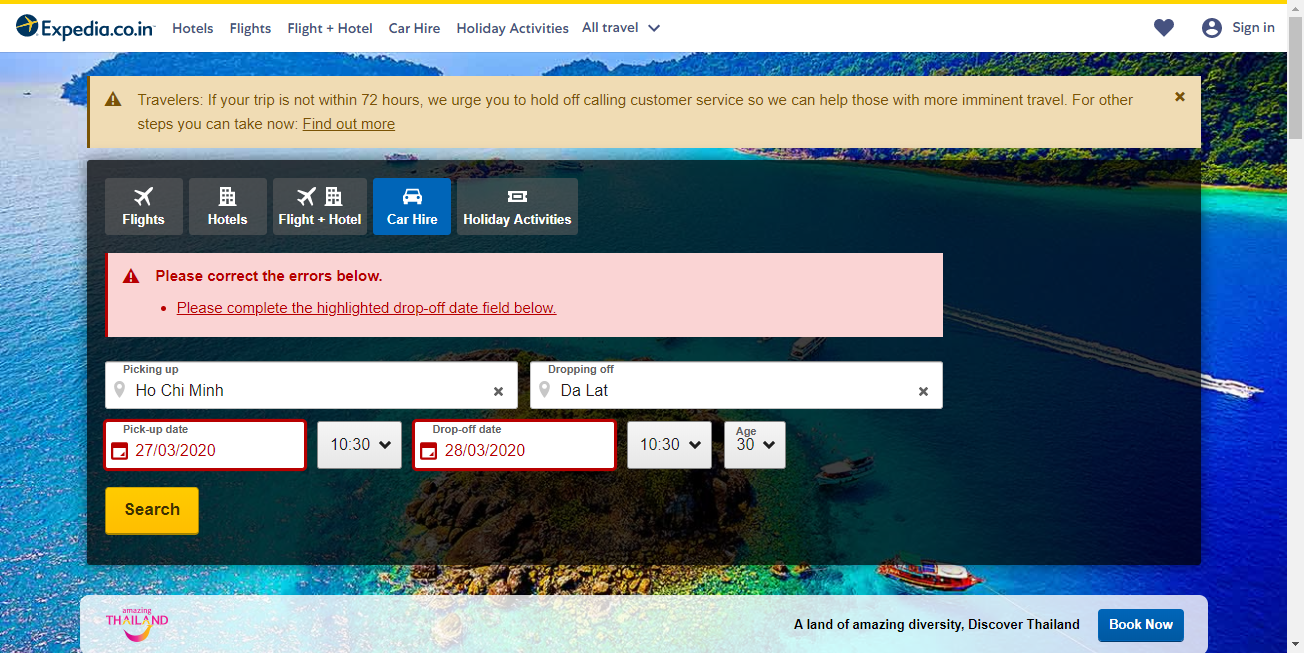 Expedia.co.in
Hotels
Flights
Flight + Hotel
Car Hire
Holiday Activities
All travel
Sign in
Travelers: If your trip is not within 72 hours, we urge you to hold off calling customer service so we can help those with more imminent travel. For other
steps you can take now: Find out more
Flights
Hotels
Flight + Hotel
Car Hire
Holiday Activities
Please correct the errors below.
Please complete the highlighted drop-off date field below.
Picking up
Ho Chi Minh
Dropping off
Da Lat
Pick-up date
27/03/2020
10:30
Drop-off date
28/03/2020
10:30
Age
30
Search
amazing
THAILAND
A land of amazing diversity, Discover Thailand
Book Now